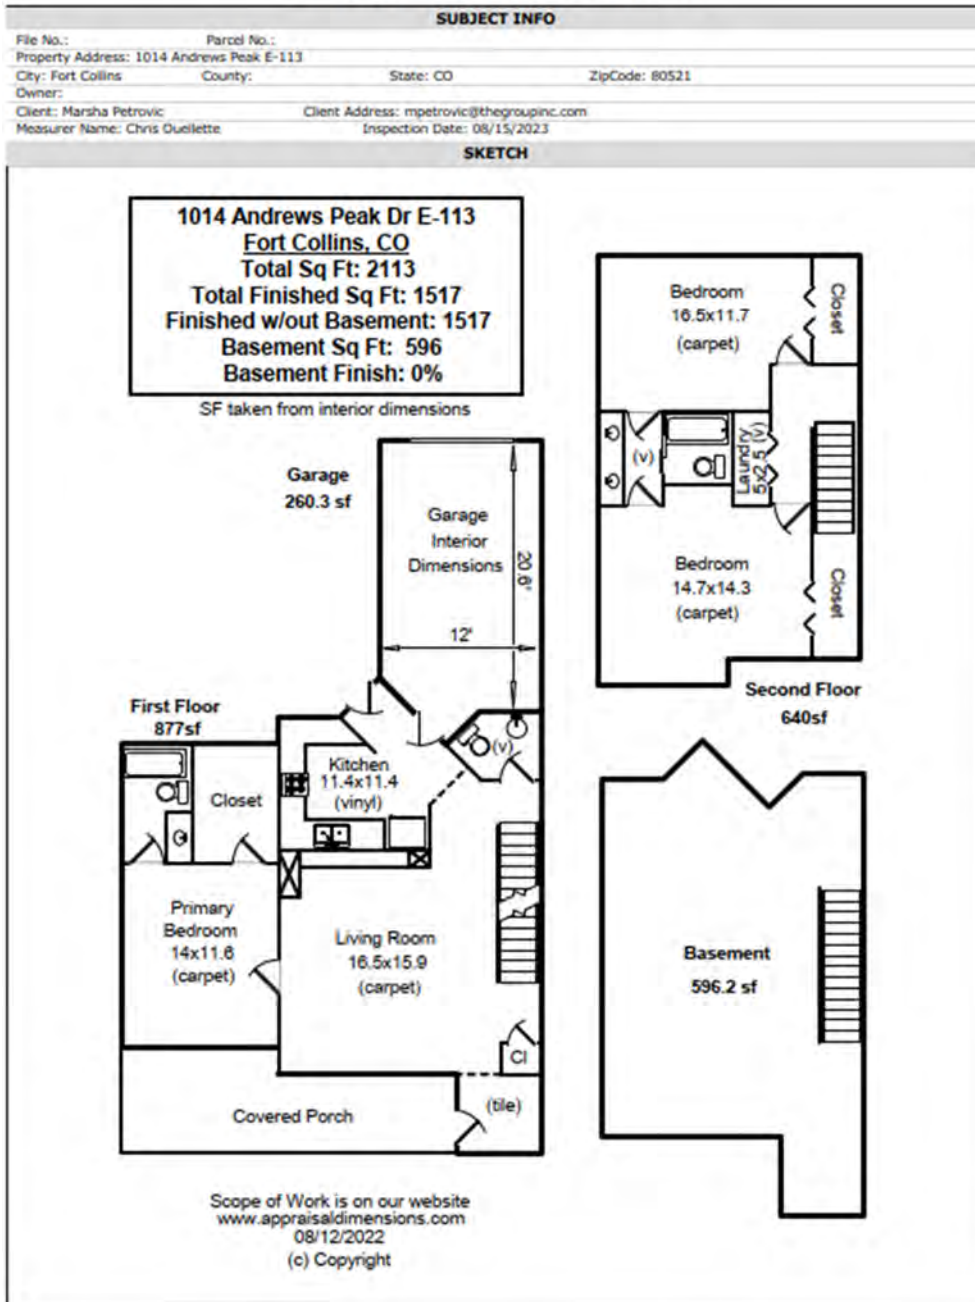 SUBJECT INFO
File No.: Parcel No.:
Property Address: 1014 Andrews Peak E-113
City: Fort Collins County: State: CO ZipCode: 80521
Owner:
Client: Marsha Petrovic Client Address: mpetrovic@thegroupinc.com
Measurer Name: Chris Ouellette Inspection Date: 08/15/2023
SKETCH
1014 Andrews Peak Dr E-113
Fort Collins, CO
Total Sq Ft: 2113
Total Finished Sq Ft: 1517
Finished w/out Basement: 1517
Basement Sq Ft: 596
Basement Finish: 0%
SF taken from interior dimensions
Bedroom
16.5x11.7
(carpet)
Closet
(v)
Laundry
5x2.5 (v)
Bedroom
14.7x14.3
(carpet)
Closet
Second Floor
640sf
Garage
260.3 sf
Garage
Interior
Dimensions
20.6'
12'
First Floor
877sf
Closet
Kitchen
11.4x11.4
(vinyl)
(v)
Primary
Bedroom
14x11.6
(carpet)
Living Room
16.5x15.9
(carpet)
Cl
(tile)
Covered Porch
Basement
596.2 sf
Scope of Work is on our website
www.appraisaldimensions.com
08/12/2022
(c) Copyright